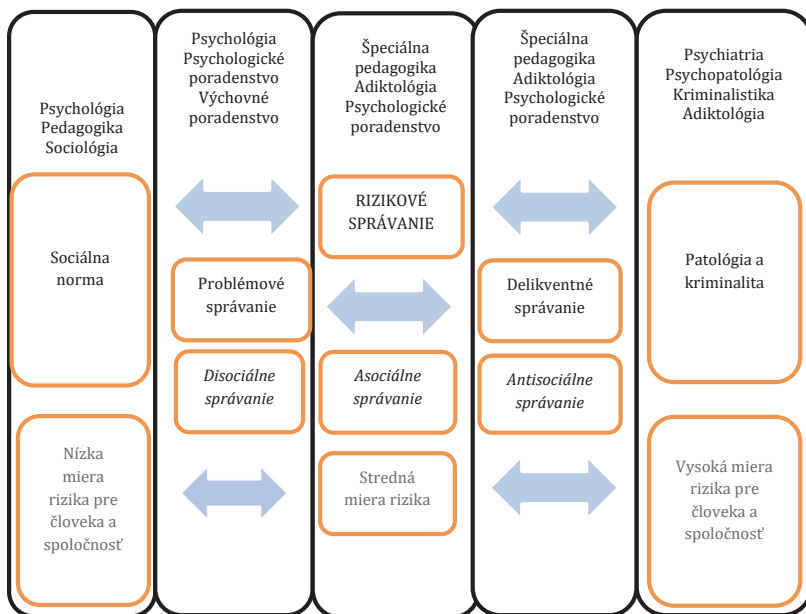 Psychológia
Pedagogika
Sociológia
Sociálna
norma
Nízka
miera
rizika pre
človeka a
spoločnosť
Psychológia
Psychologické
poradenstvo
Výchovné
poradenstvo
Problémové
správanie
Disociálne
správanie
Špeciálna
pedagogika
Adiktológia
Psychologické
poradenstvo
RIZIKOVÉ
SPRÁVANIE
Asociálne
správanie
Stredná
miera rizika
Špeciálna
pedagogika
Adiktológia
Psychologické
poradenstvo
Delikventné
správanie
Antisociálne
správanie
Psychiatria
Psychopatológia
Kriminalistika
Adiktológia
Patológia a
kriminalita
Vysoká miera
rizika pre
človeka a
spoločnosť